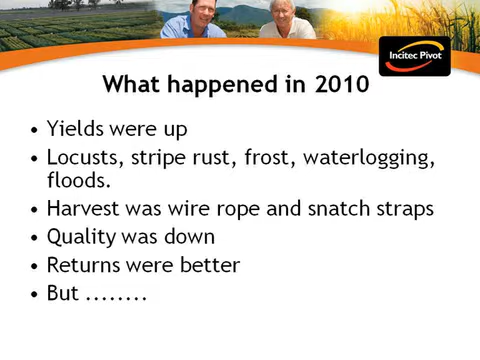 Incitec Pivot
What happened in 2010
• Yields were up
• Locusts, stripe rust, frost, waterlogging,
floods.
• Harvest was wire rope and snatch straps
• Quality was down
• Returns were better
• But ........